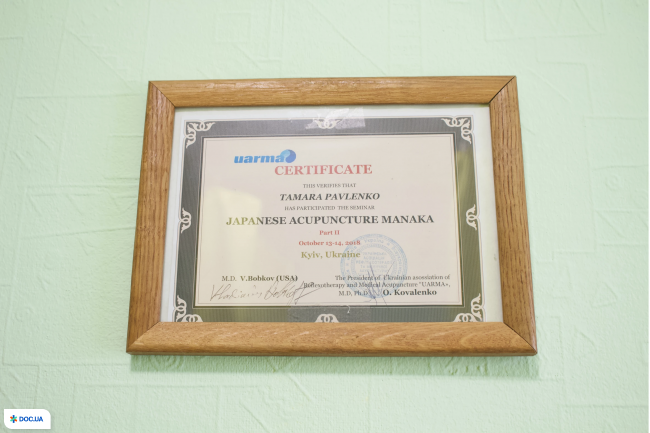 uarma
CERTIFICATE
THIS VERIFIES THAT
TAMARA PAVLENKO
HAS PARTICIPATED THE SEMINAR
JAPANESE ACUPUNCTURE MANAKA
Part II
October 13-14, 2018
Kyiv, Ukraine
M.D. V.Bobkov (USA)
The President of Ukrainian association of
Reflexotherapy and Medical Acupuncture "UARMA",
M.D, Ph.D O. Kovalenko
DOC.UA